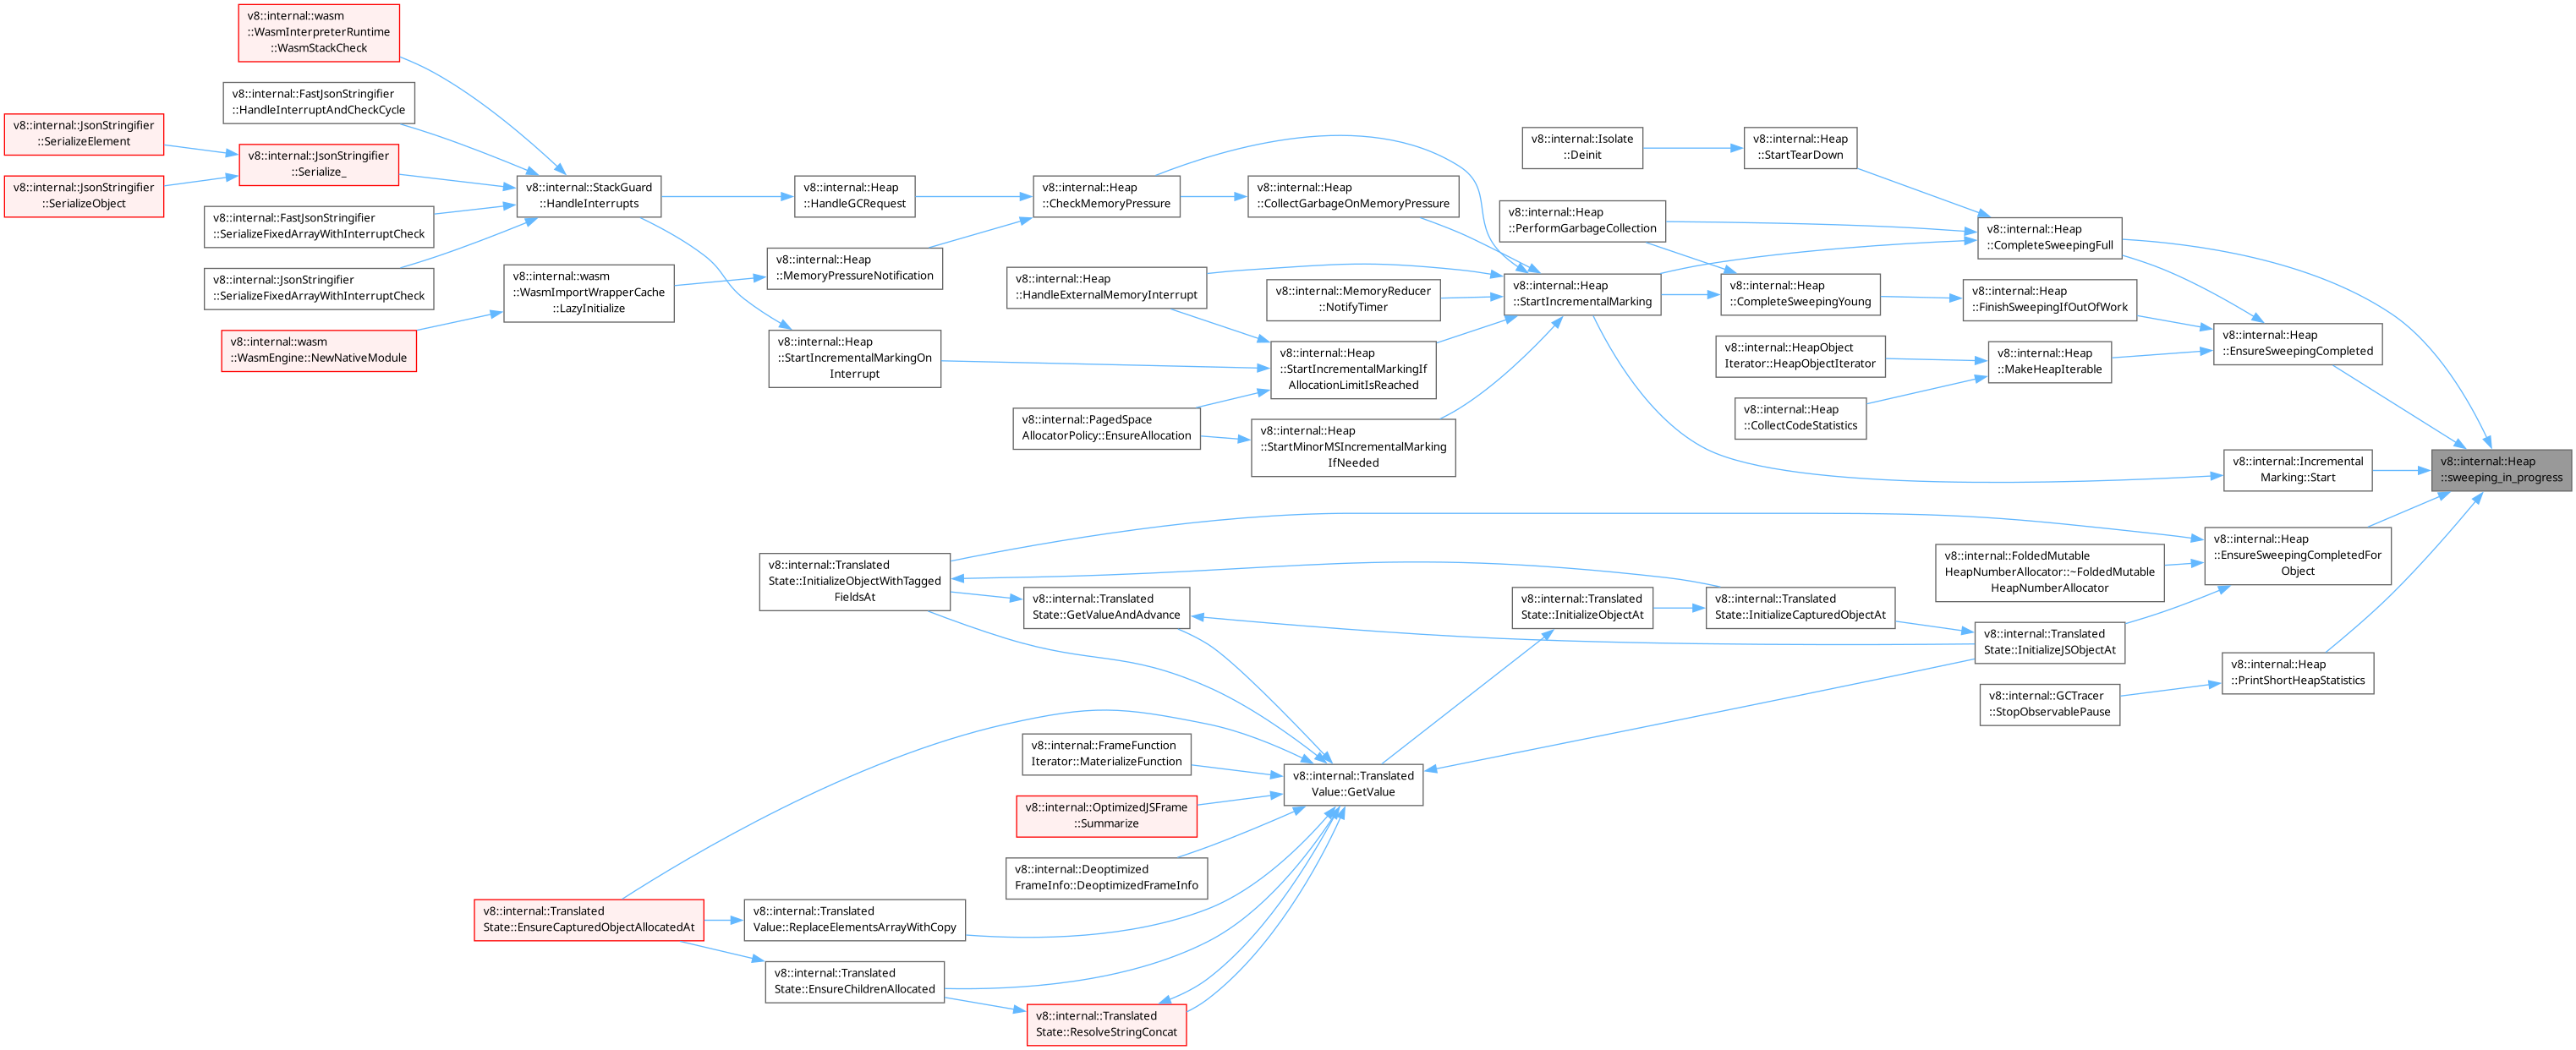 v8::internal::wasm
::WasmInterpreterRuntime
::WasmStackCheck
v8::internal::FastJsonStringifier
::HandleInterruptAndCheckCycle
v8::internal::JsonStringifier
::SerializeElement
v8::internal::JsonStringifier
::Serialize_
v8::internal::JsonStringifier
::SerializeObject
v8::internal::FastJsonStringifier
::SerializeFixedArrayWithInterruptCheck
v8::internal::JsonStringifier
::SerializeFixedArrayWithInterruptCheck
v8::internal::wasm
::WasmEngine::NewNativeModule
v8::internal::StackGuard
::HandleInterrupts
v8::internal::wasm
::WasmImportWrapperCache
::LazyInitialize
v8::internal::Heap
::HandleGCRequest
v8::internal::Heap
::MemoryPressureNotification
v8::internal::Heap
::StartIncrementalMarkingOn
Interrupt
v8::internal::Heap
::CheckMemoryPressure
v8::internal::Heap
::HandleExternalMemoryInterrupt
v8::internal::PagedSpace
AllocatorPolicy::EnsureAllocation
v8::internal::Heap
::CollectGarbageOnMemoryPressure
v8::internal::MemoryReducer
::NotifyTimer
v8::internal::Heap
::StartIncrementalMarkingIf
AllocationLimitIsReached
v8::internal::Heap
::StartMinorMSIncrementalMarking
IfNeeded
v8::internal::Isolate
::Deinit
v8::internal::Heap
::PerformGarbageCollection
v8::internal::Heap
::StartIncrementalMarking
v8::internal::Heap
::StartTearDown
v8::internal::Heap
::CompleteSweepingYoung
v8::internal::HeapObject
Iterator::HeapObjectIterator
v8::internal::Heap
::CollectCodeStatistics
v8::internal::Heap
::CompleteSweepingFull
v8::internal::Heap
::FinishSweepingIfOutOfWork
v8::internal::Heap
::MakeHeapIterable
v8::internal::Heap
::EnsureSweepingCompleted
v8::internal::Incremental
Marking::Start
v8::internal::Heap
::sweeping_in_progress
v8::internal::Heap
::EnsureSweepingCompletedFor
Object
v8::internal::FoldedMutable
HeapNumberAllocator::~FoldedMutable
HeapNumberAllocator
v8::internal::Translated
State::InitializeJSObjectAt
v8::internal::Heap
::PrintShortHeapStatistics
v8::internal::GCTracer
::StopObservablePause
v8::internal::Translated
State::InitializeObjectWithTagged
FieldsAt
v8::internal::Translated
State::GetValueAndAdvance
v8::internal::Translated
State::InitializeObjectAt
v8::internal::Translated
State::InitializeCapturedObjectAt
v8::internal::FrameFunction
Iterator::MaterializeFunction
v8::internal::Translated
Value::GetValue
v8::internal::OptimizedJSFrame
::Summarize
v8::internal::Deoptimized
FrameInfo::DeoptimizedFrameInfo
v8::internal::Translated
State::EnsureCapturedObjectAllocatedAt
v8::internal::Translated
Value::ReplaceElementsArrayWithCopy
v8::internal::Translated
State::EnsureChildrenAllocated
v8::internal::Translated
State::ResolveStringConcat